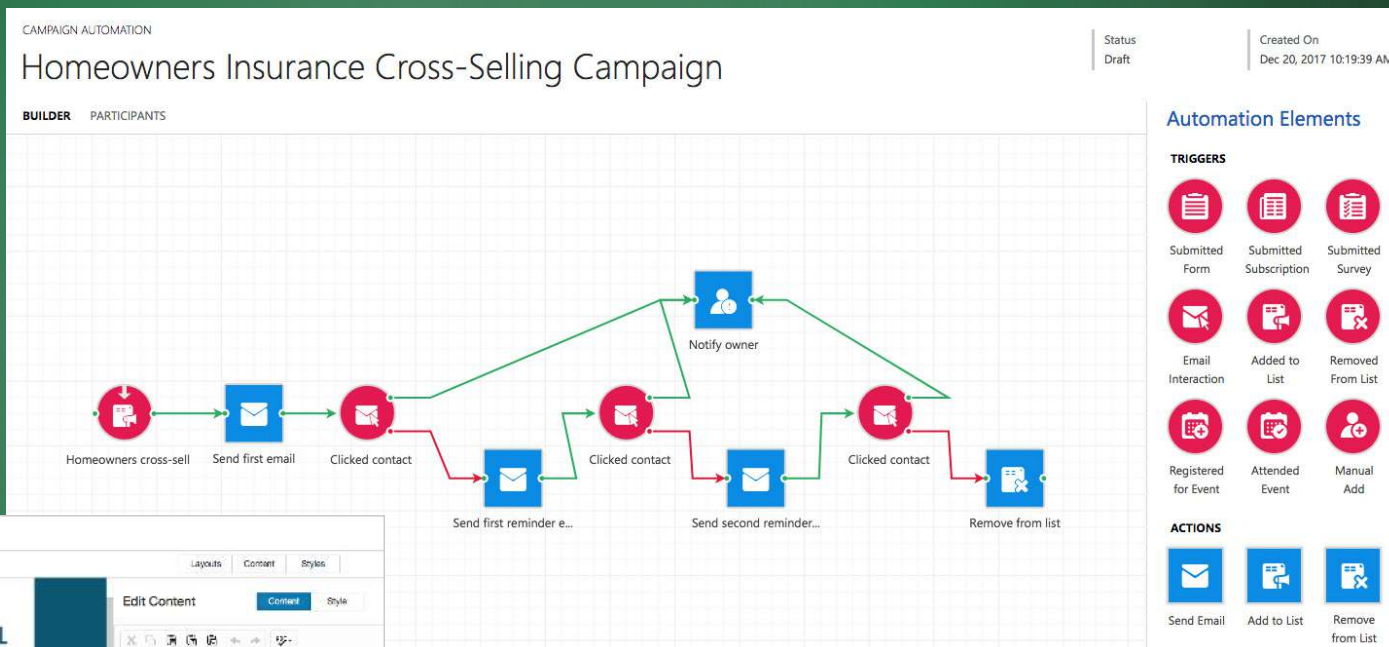 CAMPAIGN AUTOMATION
Homeowners Insurance Cross-Selling Campaign
Status
Draft
Created On
Dec 20, 2017 10:19:39 AM
BUILDER PARTICIPANTS
Notify owner
Homeowners cross-sell
Send first email
Clicked contact
Clicked contact
Clicked contact
Send first reminder e...
Send second reminder...
Remove from list
Automation Elements
TRIGGERS
Submitted Form
Submitted Subscription
Submitted Survey
Email Interaction
Added to List
Removed From List
Registered for Event
Attended Event
Manual Add
ACTIONS
Send Email
Add to List
Remove from List
Layouts Content Styles
Edit Content
Content Style